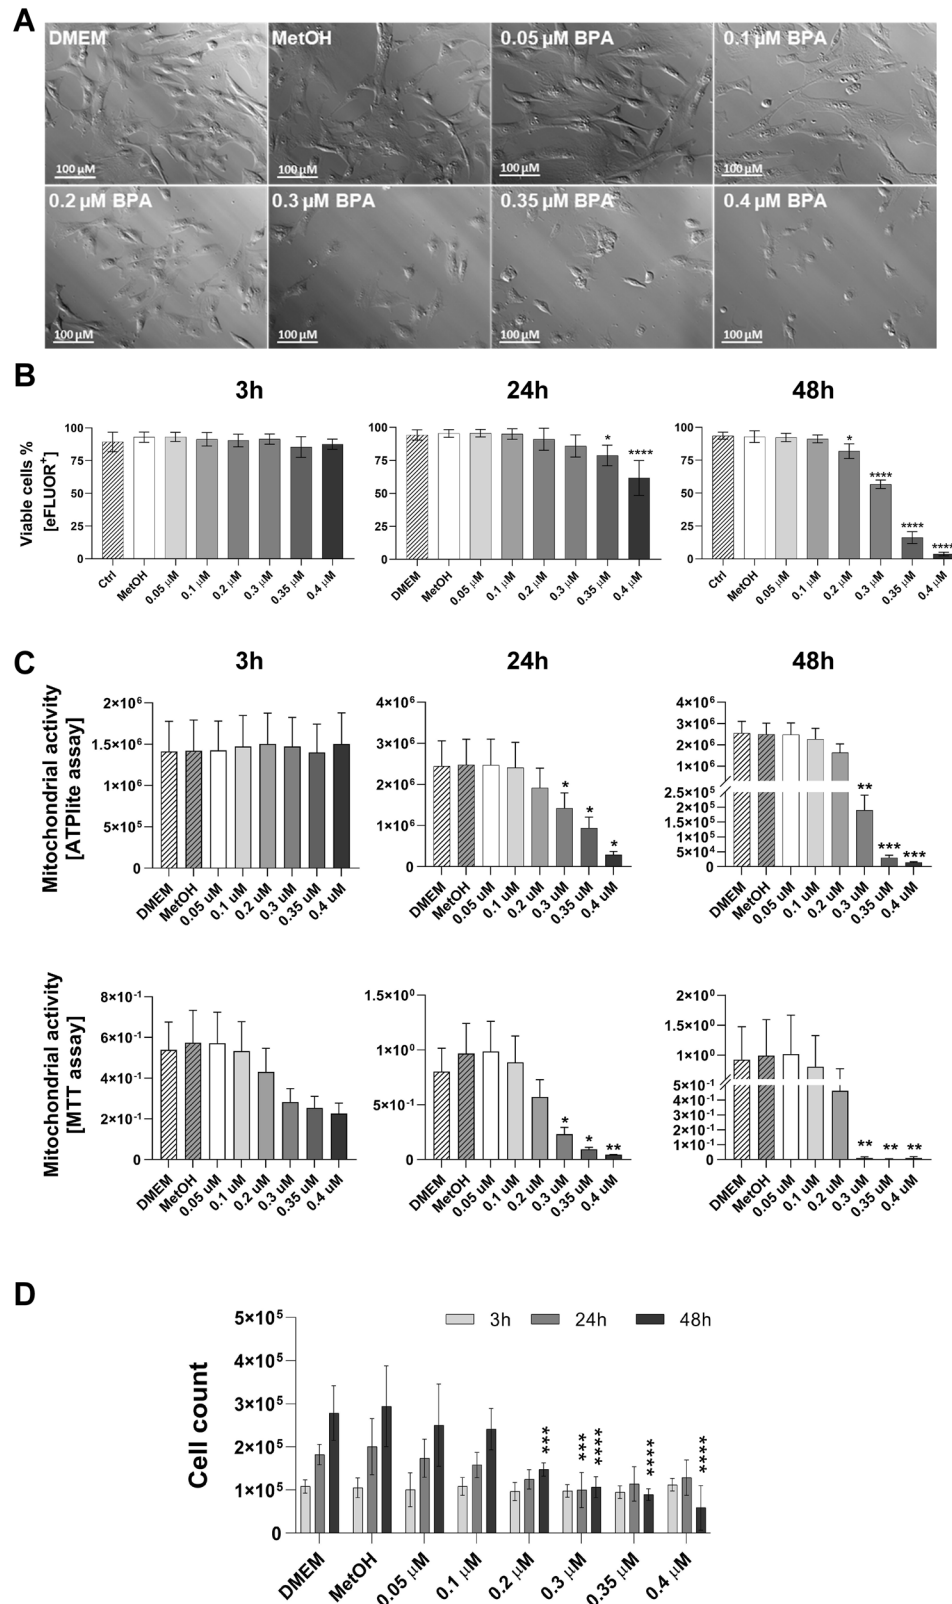 A
DMEM
MetOH
0.05 µM BPA
0.1 µM BPA
100 µM
100 µM
100 µM
100 µM
0.2 µM BPA
0.3 µM BPA
0.35 µM BPA
0.4 µM BPA
100 µM
100 µM
100 µM
100 µM
B
3h
24h
48h
Viable cells %
[eFLUOR⁺]
100
75
50
25
0
Ctrl
MetOH
0.05 µM
0.1 µM
0.2 µM
0.3 µM
0.35 µM
0.4 µM
100
75
50
25
0
*
****
DMEM
MetOH
0.05 µM
0.1 µM
0.2 µM
0.3 µM
0.35 µM
0.4 µM
100
75
50
25
0
*
****
****
****
Ctrl
MetOH
0.05 µM
0.1 µM
0.2 µM
0.3 µM
0.35 µM
0.4 µM
C
3h
24h
48h
Mitochondrial activity
[ATPlite assay]
2×10⁶
1.5×10⁶
1×10⁶
5×10⁵
0
DMEM
MetOH
0.05 uM
0.1 uM
0.2 uM
0.3 uM
0.35 uM
0.4 uM
4×10⁶
3×10⁶
2×10⁶
1×10⁶
0
*
*
*
DMEM
MetOH
0.05 uM
0.1 uM
0.2 uM
0.3 uM
0.35 uM
0.4 uM
4×10⁶
3×10⁶
2×10⁶
1×10⁶
2.5×10⁵
2×10⁵
1.5×10⁵
1×10⁵
5×10⁴
0
**
***
***
DMEM
MetOH
0.05 uM
0.1 uM
0.2 uM
0.3 uM
0.35 uM
0.4 uM
Mitochondrial activity
[MTT assay]
8×10⁻¹
6×10⁻¹
4×10⁻¹
2×10⁻¹
0
DMEM
MetOH
0.05 uM
0.1 uM
0.2 uM
0.3 uM
0.35 uM
0.4 uM
1.5×10⁰
1×10⁰
5×10⁻¹
0
*
*
**
DMEM
MetOH
0.05 uM
0.1 uM
0.2 uM
0.3 uM
0.35 uM
0.4 uM
2×10⁰
1.5×10⁰
1×10⁰
5×10⁻¹
4×10⁻¹
3×10⁻¹
2×10⁻¹
1×10⁻¹
0
**
**
**
DMEM
MetOH
0.05 uM
0.1 uM
0.2 uM
0.3 uM
0.35 uM
0.4 uM
D
3h
24h
48h
Cell count
5×10⁵
4×10⁵
3×10⁵
2×10⁵
1×10⁵
0
***
***
****
****
****
DMEM
MetOH
0.05 µM
0.1 µM
0.2 µM
0.3 µM
0.35 µM
0.4 µM